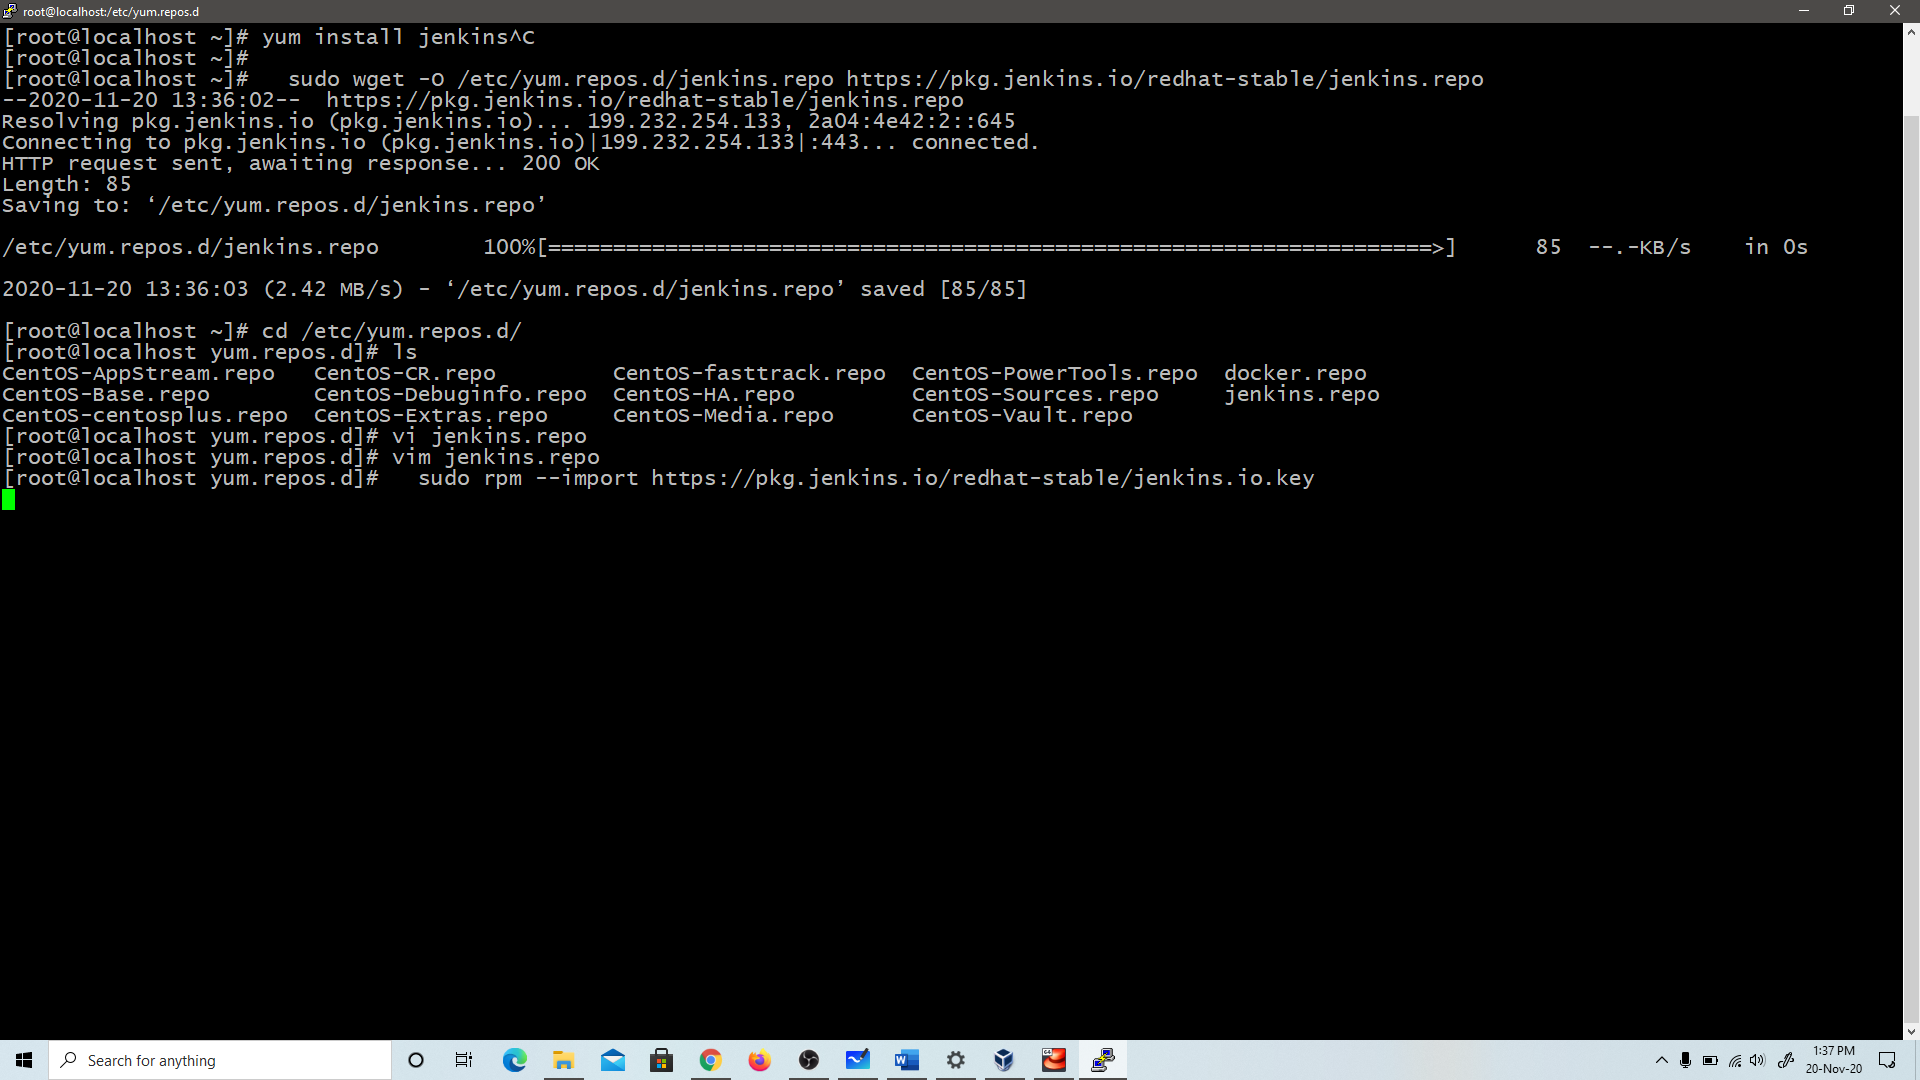 root@localhost:/etc/yum.repos.d
[root@localhost ~]# yum install jenkins^C
[root@localhost ~]#
[root@localhost ~]#   sudo wget -O /etc/yum.repos.d/jenkins.repo https://pkg.jenkins.io/redhat-stable/jenkins.repo
--2020-11-20 13:36:02--  https://pkg.jenkins.io/redhat-stable/jenkins.repo
Resolving pkg.jenkins.io (pkg.jenkins.io)... 199.232.254.133, 2a04:4e42:2::645
Connecting to pkg.jenkins.io (pkg.jenkins.io)|199.232.254.133|:443... connected.
HTTP request sent, awaiting response... 200 OK
Length: 85
Saving to: ‘/etc/yum.repos.d/jenkins.repo’
/etc/yum.repos.d/jenkins.repo        100%[====================================================================>]      85  --.-KB/s    in 0s
2020-11-20 13:36:03 (2.42 MB/s) - ‘/etc/yum.repos.d/jenkins.repo’ saved [85/85]
[root@localhost ~]# cd /etc/yum.repos.d/
[root@localhost yum.repos.d]# ls
CentOS-AppStream.repo   CentOS-CR.repo         CentOS-fasttrack.repo  CentOS-PowerTools.repo  docker.repo
CentOS-Base.repo        CentOS-Debuginfo.repo  CentOS-HA.repo         CentOS-Sources.repo     jenkins.repo
CentOS-centosplus.repo  CentOS-Extras.repo     CentOS-Media.repo      CentOS-Vault.repo
[root@localhost yum.repos.d]# vi jenkins.repo
[root@localhost yum.repos.d]# vim jenkins.repo
[root@localhost yum.repos.d]#   sudo rpm --import https://pkg.jenkins.io/redhat-stable/jenkins.io.key
Search for anything
64
1:37 PM
20-Nov-20